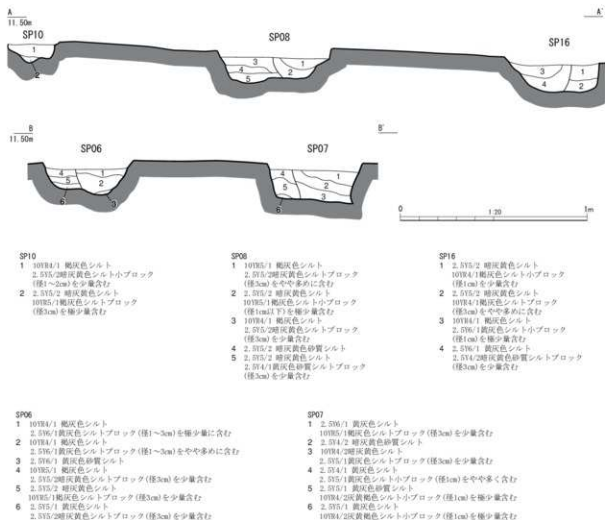 A
11.50m
A'
SP10
SP08
SP16
1
2
3
1
4
2
5
3
1
4
2
B
11.50m
B'
SP06
SP07
4
1
5
2
6
3
4
1
2
5
3
6
0
1:20
1m
SP10
1 10YR4/1 褐灰色シルト
2.5Y5/2暗灰黄色シルト小ブロック
(径1～2cm)を少量含む
2 2.5Y5/2 暗灰黄色シルト
10YR5/1褐灰色シルトブロック
(径3cm)を極少量含む
SP08
1 10YR5/1 褐灰色シルト
2.5Y5/2暗灰黄色シルトブロック
(径3cm)をやや多めに含む
2 2.5Y5/2 暗灰黄色シルト
10YR5/1褐灰色シルト小ブロック
(径1cm以下)を極少量含む
3 10YR4/1 褐灰色シルト
2.5Y5/2暗灰黄色シルトブロック
(径3cm)を少量含む
4 2.5Y5/2 暗灰黄色砂質シルト
5 2.5Y5/2 暗灰黄色シルト
2.5Y4/1黄灰色砂質シルトブロック
(径3cm)を少量含む
SP16
1 2.5Y5/2 暗灰黄色シルト
10YR4/1褐灰色シルト小ブロック
(径1cm)を少量含む
2 2.5Y5/2 暗灰黄色シルト
10YR4/1褐灰色シルトブロック
(径3cm)をやや多めに含む
3 10YR4/1 褐灰色シルト
2.5Y6/1黄灰色シルト小ブロック
(径1cm)を極少量含む
4 2.5Y6/1 黄灰色シルト
2.5Y4/2暗灰黄色砂質シルトブロック
(径3cm)を少量含む
SP06
1 10YR4/1 褐灰色シルト
2.5Y6/1黄灰色シルトブロック(径1～3cm)を極少量に含む
2 10YR4/1 褐灰色シルト
2.5Y6/1黄灰色シルトブロック(径1～3cm)をやや多めに含む
3 2.5Y6/1 黄灰色砂質シルト
4 10YR5/1 褐灰色シルト
2.5Y5/2暗灰黄色シルトブロック(径3cm)を少量含む
5 2.5Y5/2 暗灰黄色シルト
10YR5/1褐灰色シルトブロック(径3cm)を少量含む
6 2.5Y5/1 黄灰色シルト
2.5Y5/2暗灰黄色シルトブロック(径3cm)を少量含む
SP07
1 2.5Y6/1 黄灰色シルト
10YR5/1褐灰色シルトブロック(径3cm)を少量含む
2 2.5Y4/2 暗灰黄色砂質シルト
3 10YR4/2暗灰色シルト
2.5Y5/1黄灰色シルトブロック(径3cm)を少量含む
4 2.5Y4/1 黄灰色シルト
2.5Y5/1黄灰色シルト小ブロック(径1cm)をやや多く含む
5 2.5Y5/1 黄灰色砂質シルト
10YR4/2灰黄褐色シルト小ブロック(径1cm)を極少量含む
6 2.5Y5/1 黄灰色シルト
10YR4/2灰黄褐色シルト小ブロック(径1cm)を極少量含む